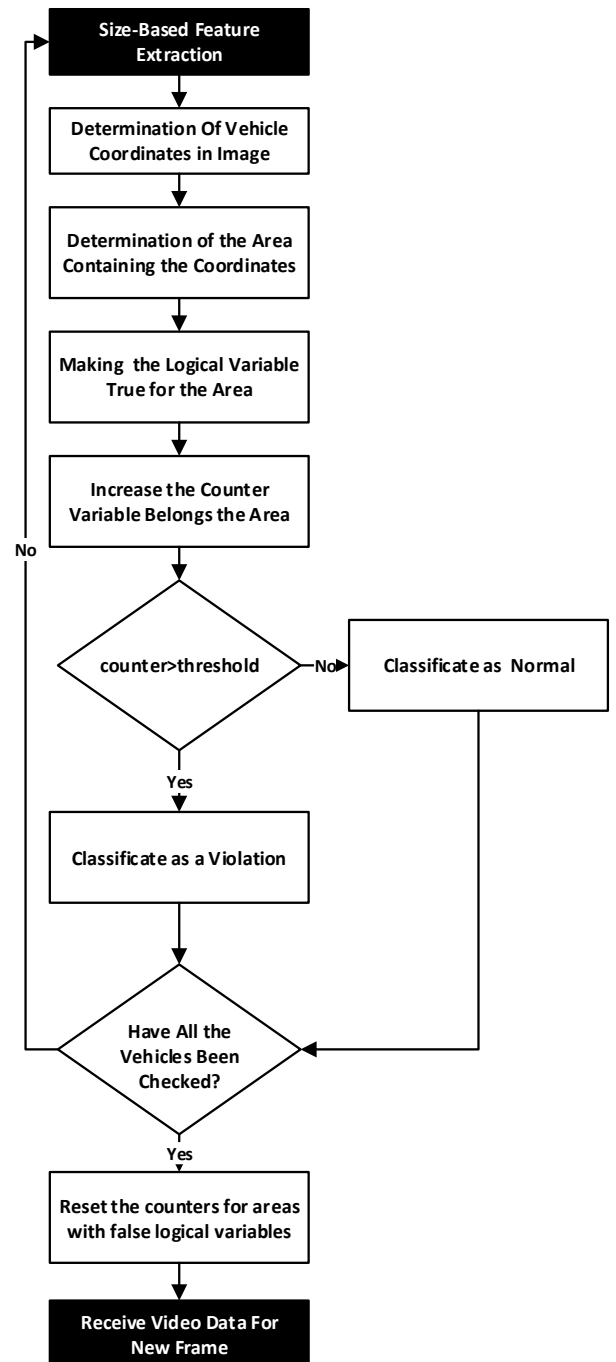 Size-Based Feature
Extraction
Determination Of Vehicle
Coordinates in Image
Determination of the Area
Containing the Coordinates
Making the Logical Variable
True for the Area
Increase the Counter
Variable Belongs the Area
No
counter>threshold
No
Classificate as Normal
Yes
Classificate as a Violation
Have All the
Vehicles Been
Checked?
Yes
Reset the counters for areas
with false logical variables
Receive Video Data For
New Frame